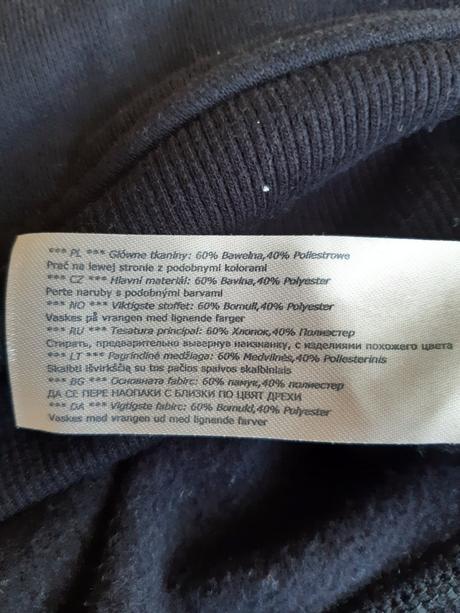 *** PL *** Główne tkaniny: 60% Bawełna,40% Poliestrowe
Prać na lewej stronie z podobnymi kolorami
*** CZ *** Hlavní materiál: 60% Bavlna, 40% Polyester
Perte naruby s podobnými barvami
*** NO *** Viktigste stoffet: 60% Bomull,40% Polyester
Vaskes på vrangen med lignende farger
*** RU *** Tesatura principal: 60% Хлопок,40% Полиэстер
Стирать, предварительно вывернув наизнанку, с изделиями похожего цвета
*** LT *** Pagrindinė medžiaga: 60% Medvilnės,40% Poliesterinis
Skalbti išvirkščią su tos pačios spalvos skalbiniais
*** BG *** Основната fabirc: 60% памук,40% полиестер
ДА СЕ ПЕРЕ НАОПАКИ С БЛИЗКИ ПО ЦВЯТ ДРЕХИ
*** DA *** Vigtigste fabirc: 60% Bomuld,40% Polyester
Vaskes med vrangen ud med lignende farver